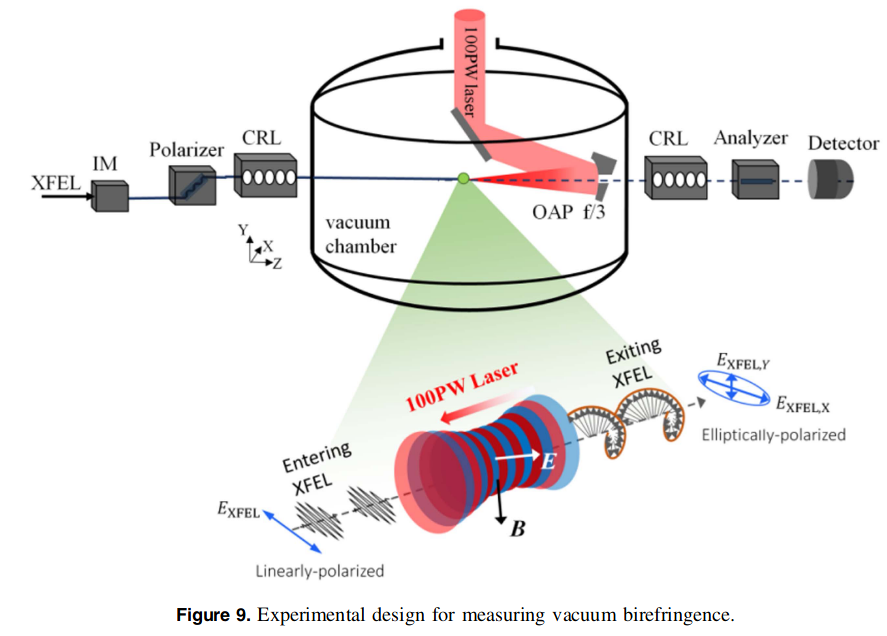 100PW laser
XFEL
IM
Polarizer
CRL
CRL
Analyzer
Detector
OAP f/3
vacuum
chamber
Y
X
Z
100PW Laser
Entering
XFEL
Exiting
XFEL
E
B
E_XFEL
Linearly-polarized
E_XFEL,Y
E_XFEL,X
Elliptically-polarized
Figure 9. Experimental design for measuring vacuum birefringence.